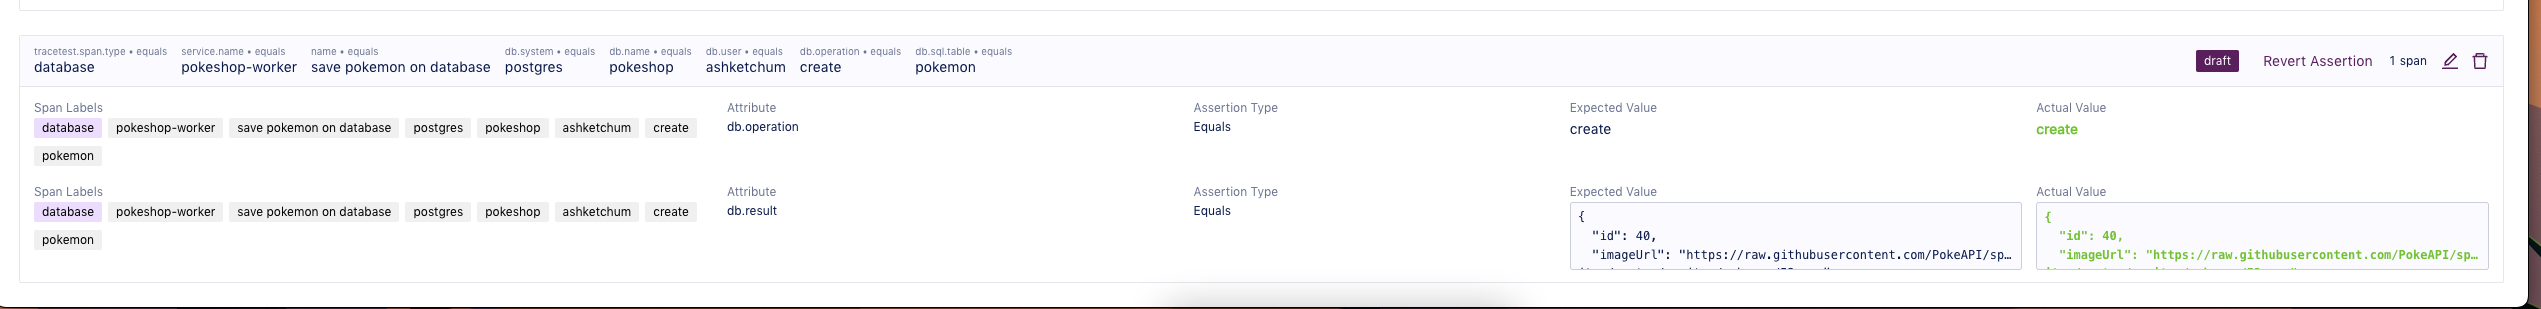 tracetest.span.type • equals service.name • equals name • equals db.system • equals db.name • equals db.user • equals db.operation • equals db.sql.table • equals
database pokeshop-worker save pokemon on database postgres pokeshop ashketchum create pokemon draft Revert Assertion 1 span
Span Labels Attribute Assertion Type Expected Value Actual Value
database pokeshop-worker save pokemon on database postgres pokeshop ashketchum create db.operation Equals create create
pokemon
Span Labels Attribute Assertion Type Expected Value Actual Value
database pokeshop-worker save pokemon on database postgres pokeshop ashketchum create db.result Equals { {
pokemon "id": 40, "id": 40,
"imageUrl": "https://raw.githubusercontent.com/PokeAPI/sp… "imageUrl": "https://raw.githubusercontent.com/PokeAPI/sp…